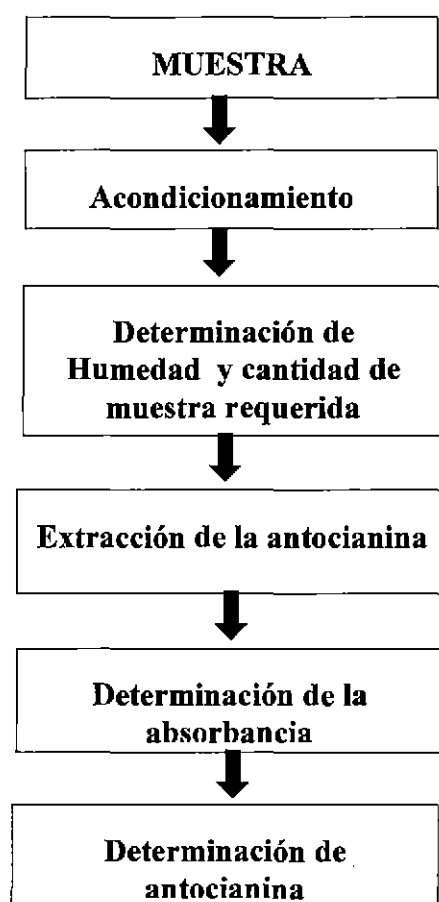 MUESTRA
Acondicionamiento
Determinación de
Humedad y cantidad de
muestra requerida
Extracción de la antocianina
Determinación de la
absorbancia
Determinación de
antocianina